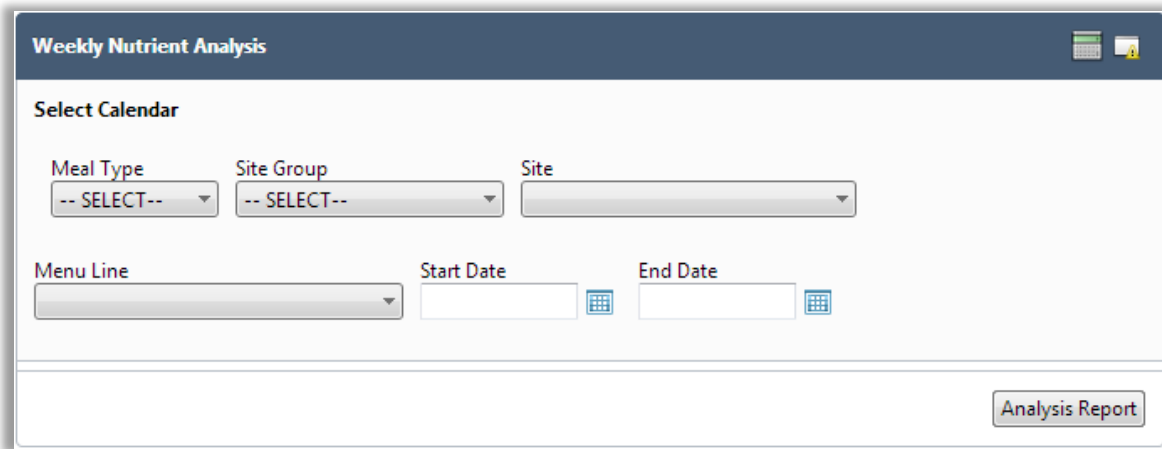 Weekly Nutrient Analysis
Select Calendar
Meal Type Site Group Site
-- SELECT-- -- SELECT--
Menu Line Start Date End Date
Analysis Report